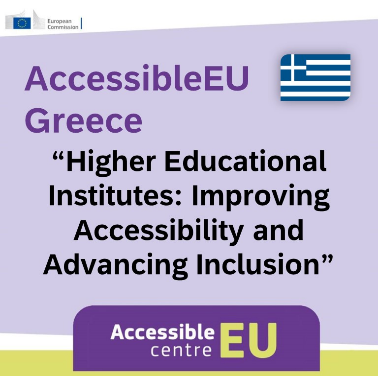 European
Commission
AccessibleEU
Greece
“Higher Educational
Institutes: Improving
Accessibility and
Advancing Inclusion”
Accessible
centre EU